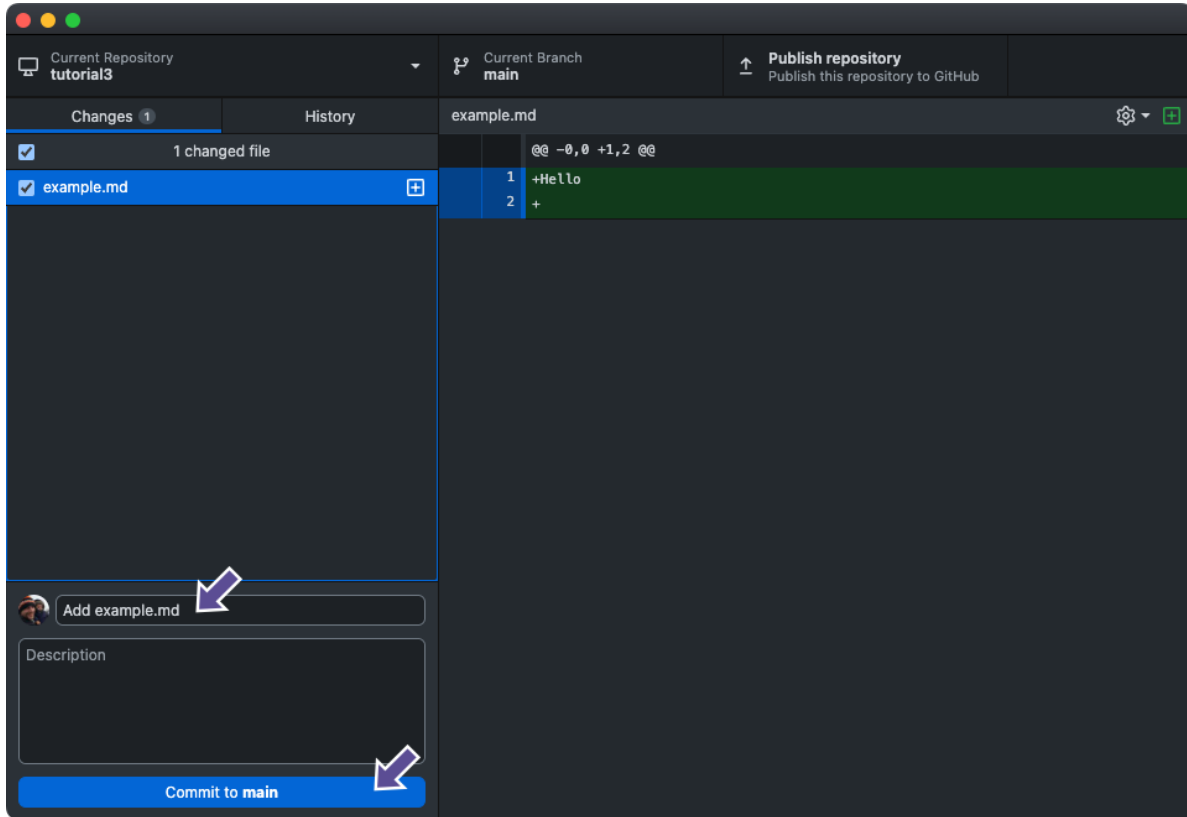 Current Repository
tutorial3
Current Branch
main
Publish repository
Publish this repository to GitHub
Changes 1
History
example.md
1 changed file
@@ -0,0 +1,2 @@
example.md
1 +Hello
2 +
Add example.md
Description
Commit to main